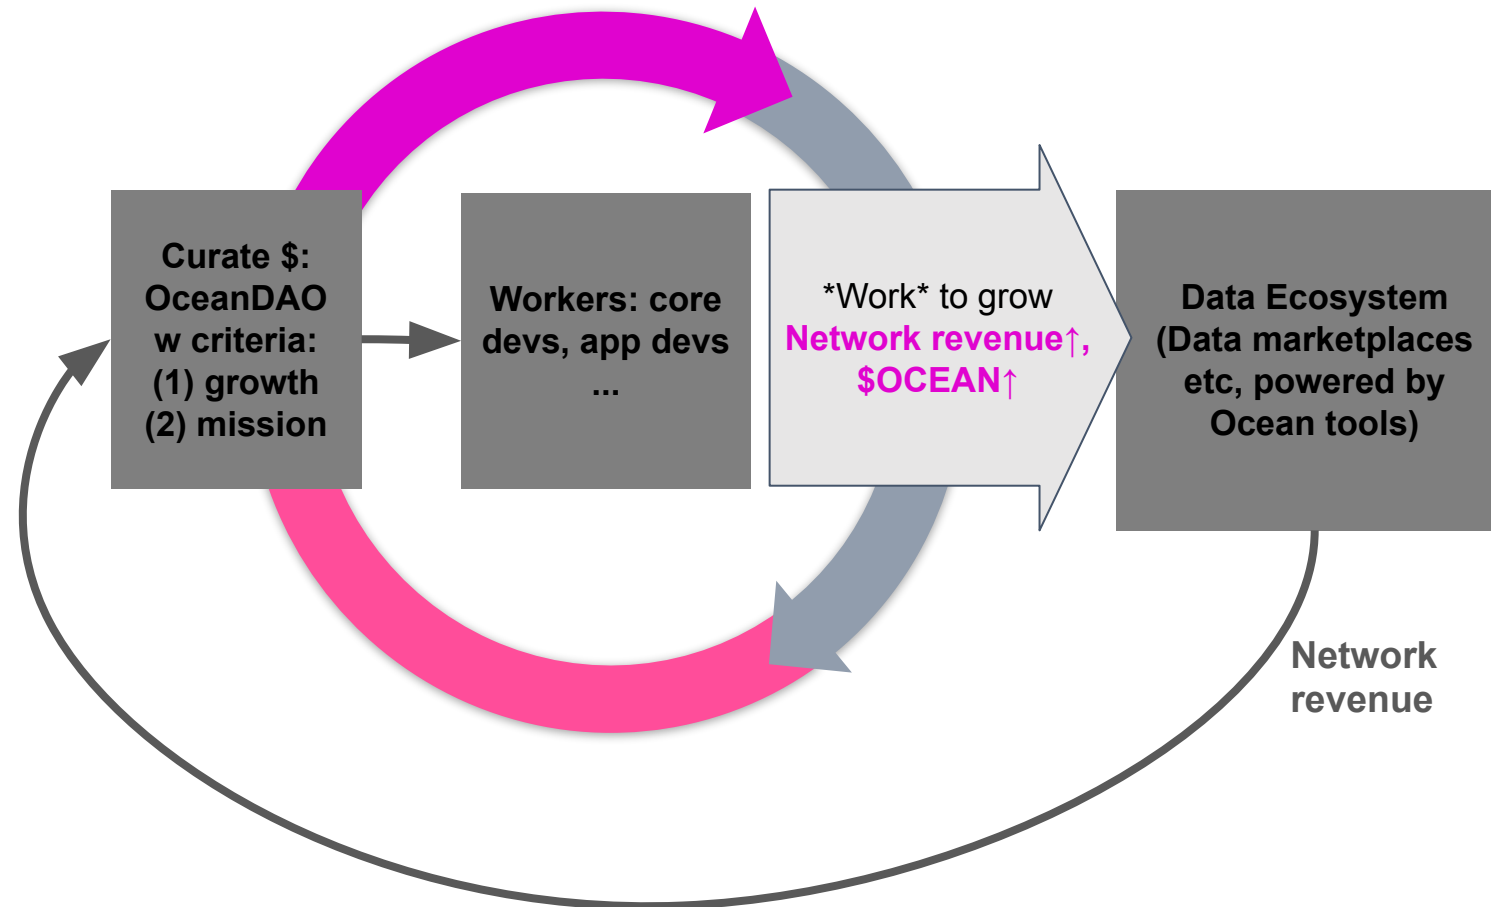 Curate $:
OceanDAO
w criteria:
(1) growth
(2) mission
Workers: core
devs, app devs
...
*Work* to grow
Network revenue↑,
$OCEAN↑
Data Ecosystem
(Data marketplaces
etc, powered by
Ocean tools)
Network
revenue